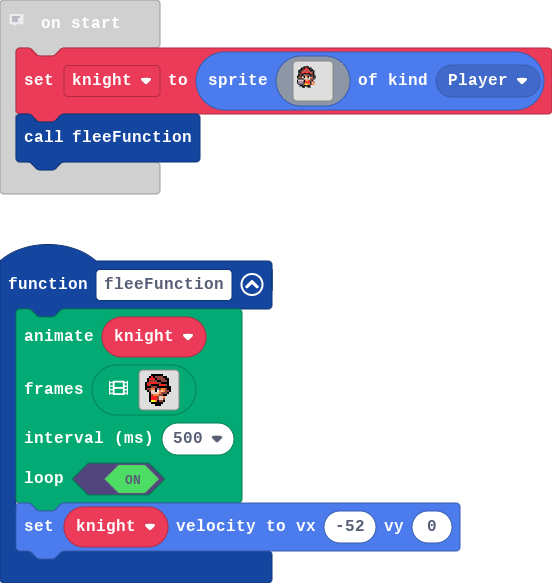 on start
set knight to sprite of kind Player
call fleeFunction
function fleeFunction
animate knight
frames
interval (ms) 500
loop ON
set knight velocity to vx -52 vy 0